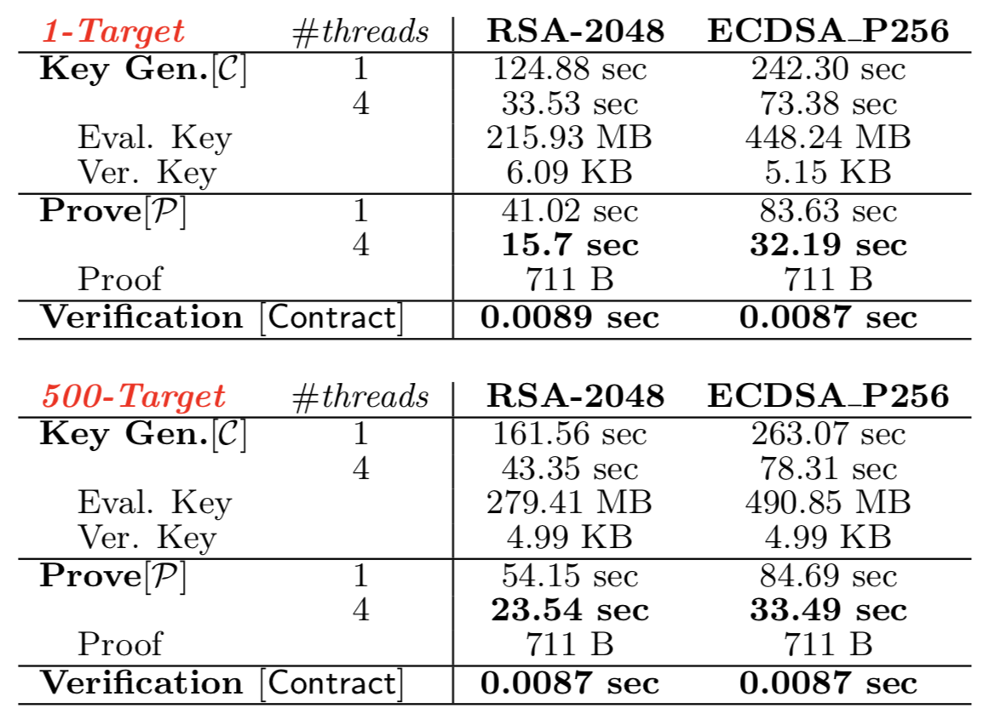 1-Target #threads RSA-2048 ECDSA_P256
Key Gen.[𝒞] 1 124.88 sec 242.30 sec
4 33.53 sec 73.38 sec
Eval. Key 215.93 MB 448.24 MB
Ver. Key 6.09 KB 5.15 KB
Prove[𝒫] 1 41.02 sec 83.63 sec
4 15.7 sec 32.19 sec
Proof 711 B 711 B
Verification [Contract] 0.0089 sec 0.0087 sec
500-Target #threads RSA-2048 ECDSA_P256
Key Gen.[𝒞] 1 161.56 sec 263.07 sec
4 43.35 sec 78.31 sec
Eval. Key 279.41 MB 490.85 MB
Ver. Key 4.99 KB 4.99 KB
Prove[𝒫] 1 54.15 sec 84.69 sec
4 23.54 sec 33.49 sec
Proof 711 B 711 B
Verification [Contract] 0.0087 sec 0.0087 sec